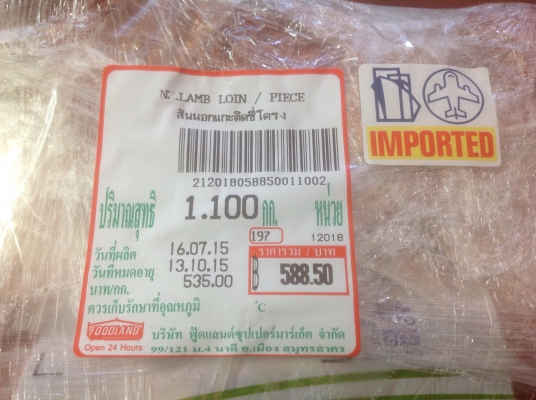 N.Z.LAMB LOIN / PIECE
สันนอกแกะติดซี่โครง
212018058850011002
ปริมาณสุทธิ 1.100 กก. หน่วย
197 12018
วันที่ผลิต 16.07.15 ราคารวม / บาท
วันที่หมดอายุ 13.10.15 ฿ 588.50
บาท/กก. 535.00
ควรเก็บรักษาที่อุณหภูมิ °C
FOODLAND
Open 24 Hours
บริษัท ฟู้ดแลนด์ซุปเปอร์มาร์เก็ต จำกัด
99/121 ม.4 นาดี อ.เมือง สมุทรสาคร
IMPORTED